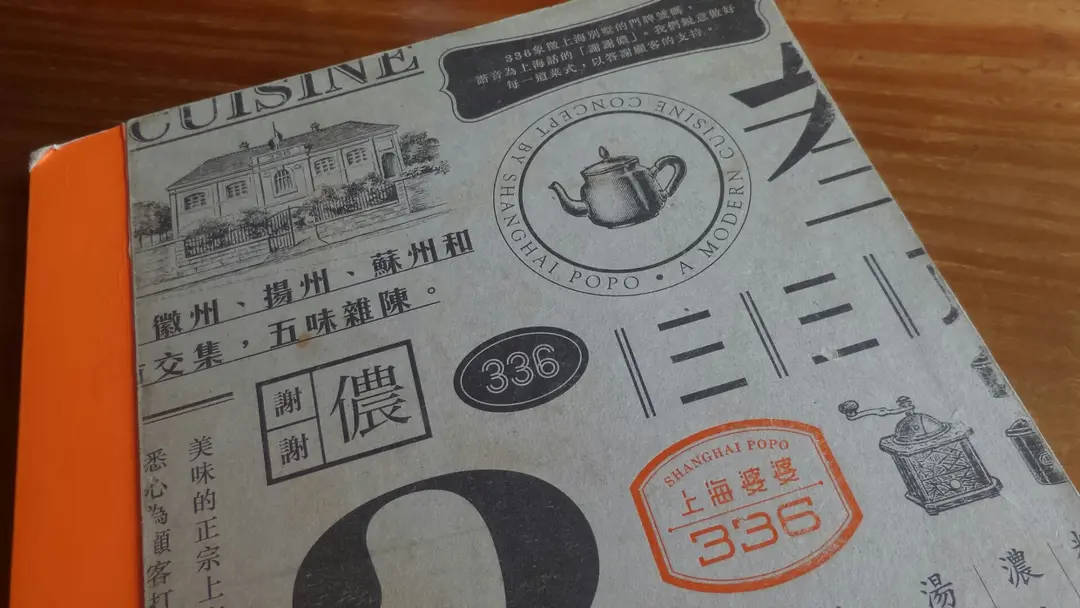 CUISINE
336象徵上海別墅的門牌號碼，
諧音為上海話的「謝謝儂」。我們銳意做好
每一道菜式，以答謝顧客的支持。
A MODERN CUISINE CONCEPT BY SHANGHAI POPO
徽州、揚州、蘇州和
交集，五味雜陳。
謝謝
儂
336
三
三
美味的正宗上
悉心為顧客打
SHANGHAI POPO
上海婆婆
336
濃
湯